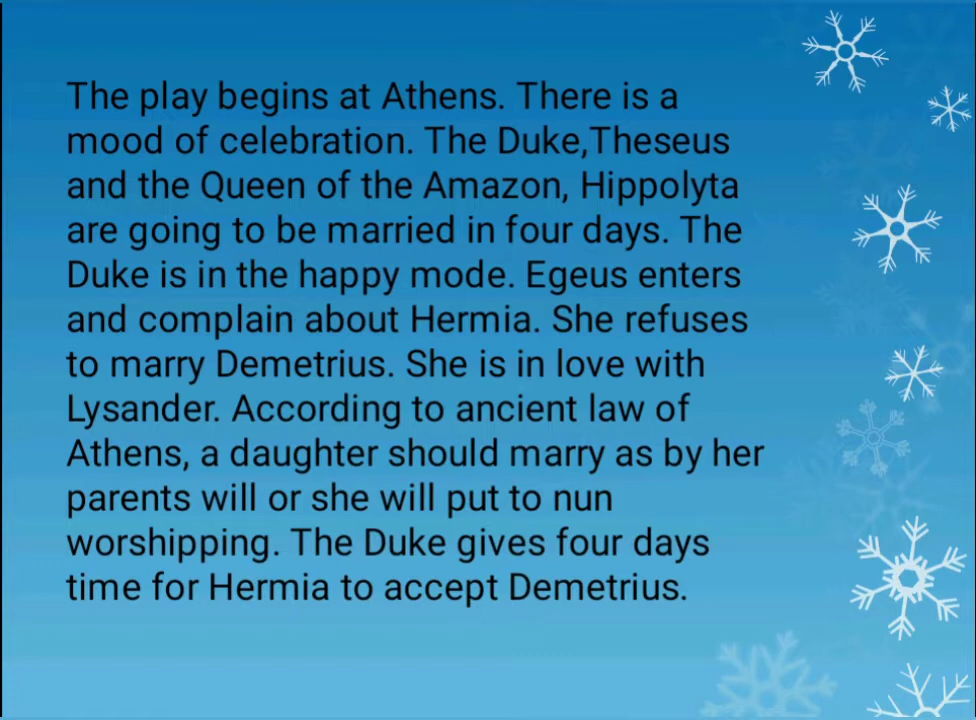 The play begins at Athens. There is a
mood of celebration. The Duke,Theseus
and the Queen of the Amazon, Hippolyta
are going to be married in four days. The
Duke is in the happy mode. Egeus enters
and complain about Hermia. She refuses
to marry Demetrius. She is in love with
Lysander. According to ancient law of
Athens, a daughter should marry as by her
parents will or she will put to nun
worshipping. The Duke gives four days
time for Hermia to accept Demetrius.